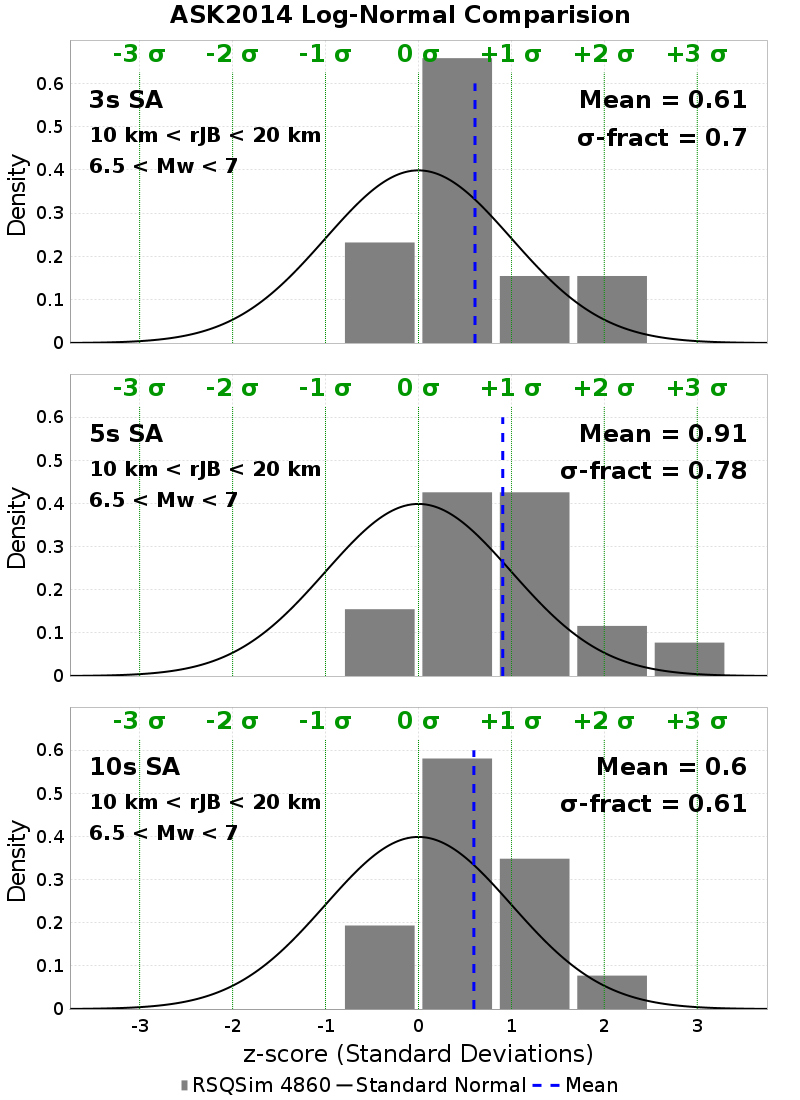 ASK2014 Log-Normal Comparision
-3 σ -2 σ -1 σ 0 σ +1 σ +2 σ +3 σ
3s SA
10 km < rJB < 20 km
6.5 < Mw < 7
Mean = 0.61
σ-fract = 0.7
Density
0.6
0.5
0.4
0.3
0.2
0.1
0
-3 σ -2 σ -1 σ 0 σ +1 σ +2 σ +3 σ
5s SA
10 km < rJB < 20 km
6.5 < Mw < 7
Mean = 0.91
σ-fract = 0.78
Density
0.6
0.5
0.4
0.3
0.2
0.1
0
-3 σ -2 σ -1 σ 0 σ +1 σ +2 σ +3 σ
10s SA
10 km < rJB < 20 km
6.5 < Mw < 7
Mean = 0.6
σ-fract = 0.61
Density
0.6
0.5
0.4
0.3
0.2
0.1
0
-3 -2 -1 0 1 2 3
z-score (Standard Deviations)
RSQSim 4860 Standard Normal Mean